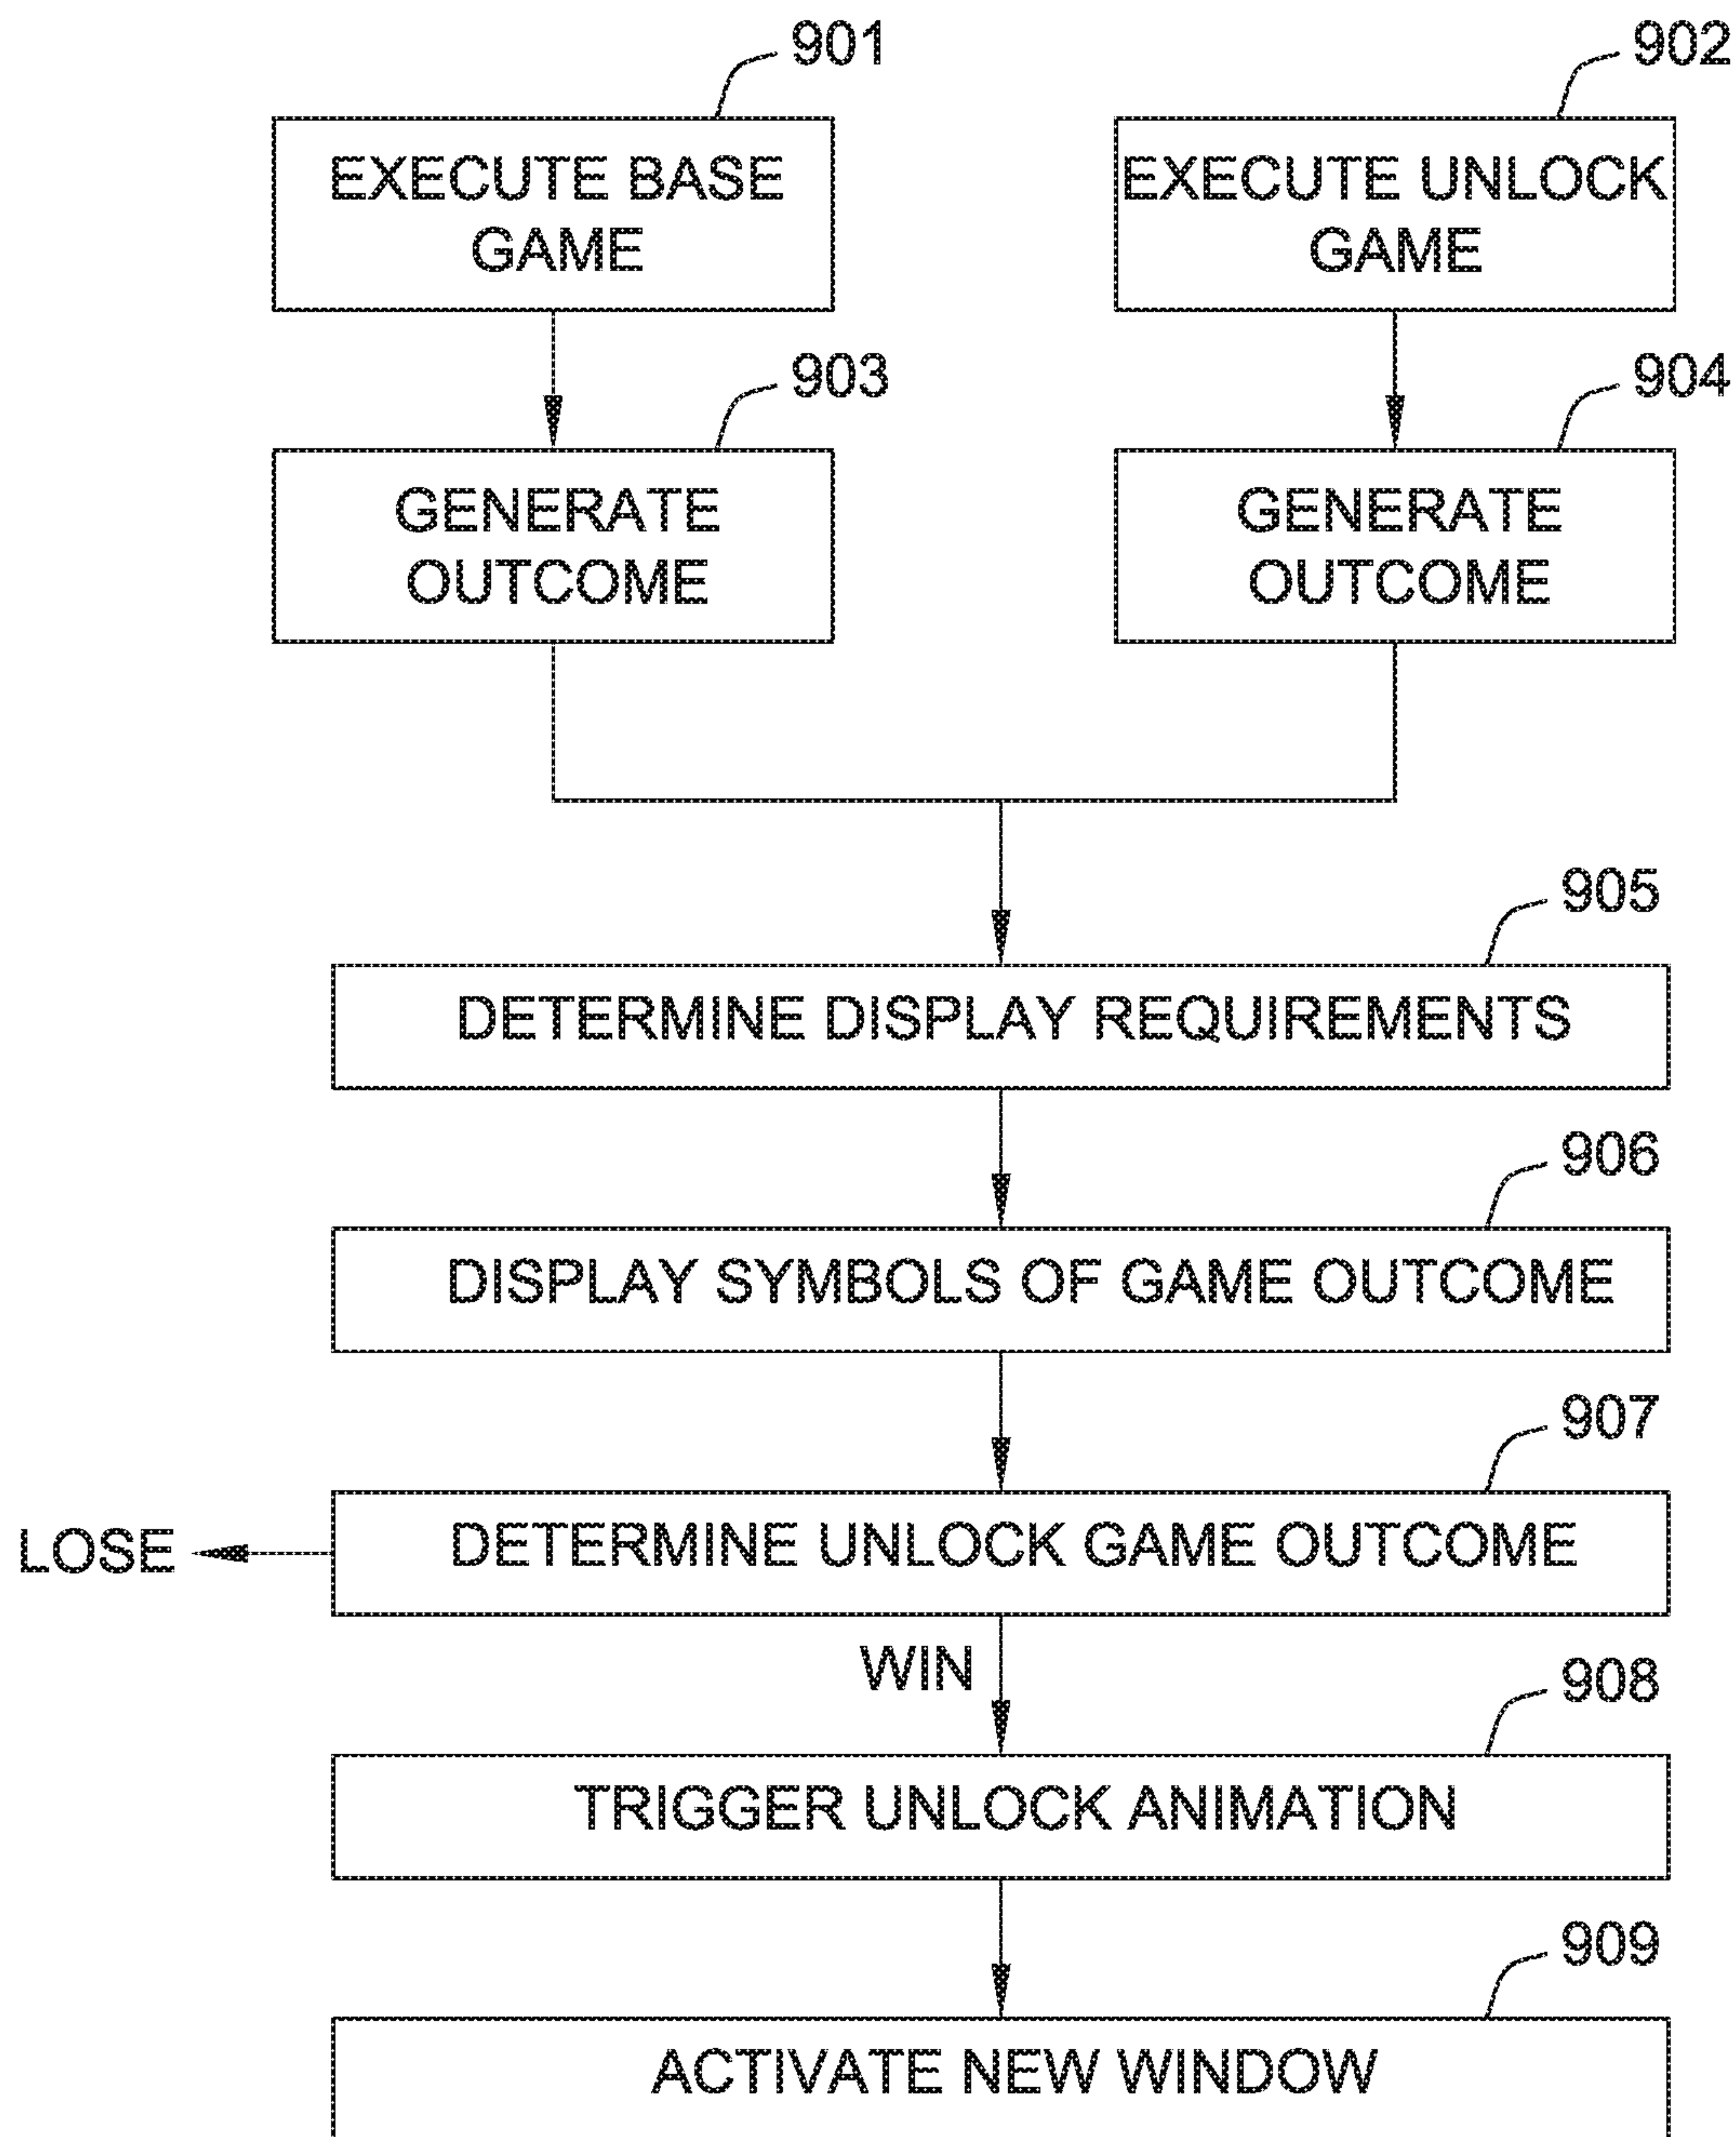 901
902
EXECUTE BASE
GAME
EXECUTE UNLOCK
GAME
903
904
GENERATE
OUTCOME
GENERATE
OUTCOME
905
DETERMINE DISPLAY REQUIREMENTS
906
DISPLAY SYMBOLS OF GAME OUTCOME
907
LOSE
DETERMINE UNLOCK GAME OUTCOME
WIN
908
TRIGGER UNLOCK ANIMATION
909
ACTIVATE NEW WINDOW